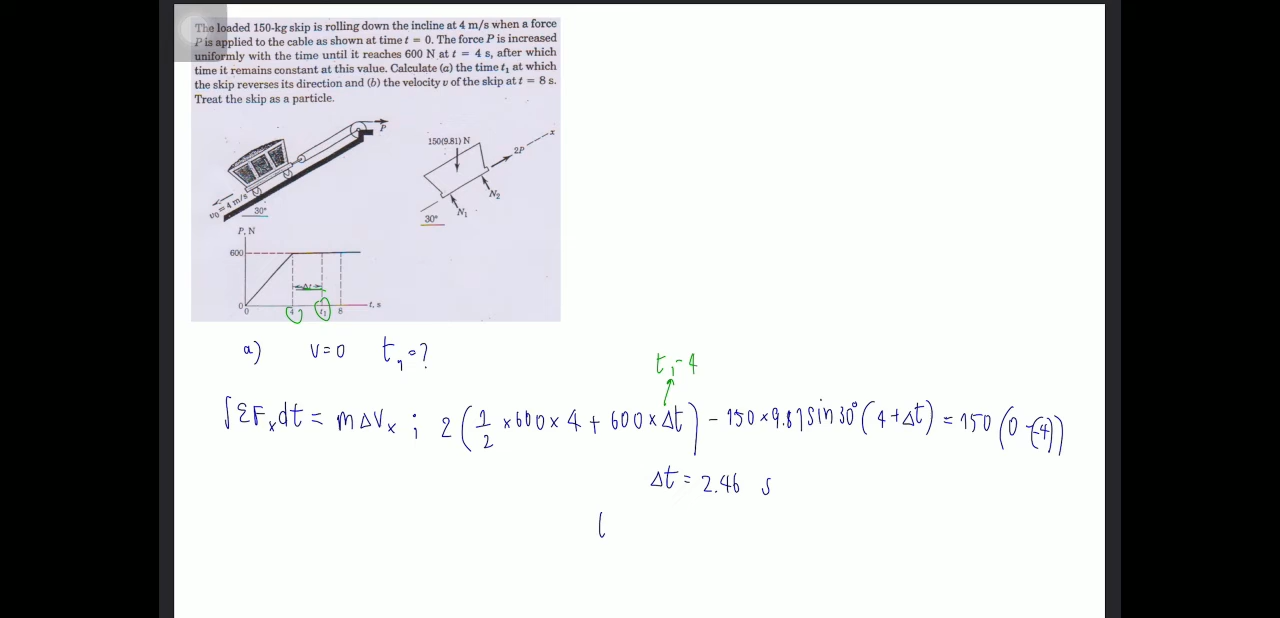 The loaded 150-kg skip is rolling down the incline at 4 m/s when a force
P is applied to the cable as shown at time t = 0. The force P is increased
uniformly with the time until it reaches 600 N at t = 4 s, after which
time it remains constant at this value. Calculate (a) the time t₁ at which
the skip reverses its direction and (b) the velocity v of the skip at t = 8 s.
Treat the skip as a particle.
P
v₀ = 4 m/s
30°
150(9.81) N
2P
x
N₂
N₁
30°
P, N
600
Δt
0
0 4 t₁ 8 t, s
a) v=0 t₁=?
t₁-4
∫ΣFₓdt = mΔVₓ ; 2(1/2 ×600×4 + 600×Δt) - 150×9.81 sin30°(4+Δt) = 150(0-(-4))
Δt = 2.46 s
(